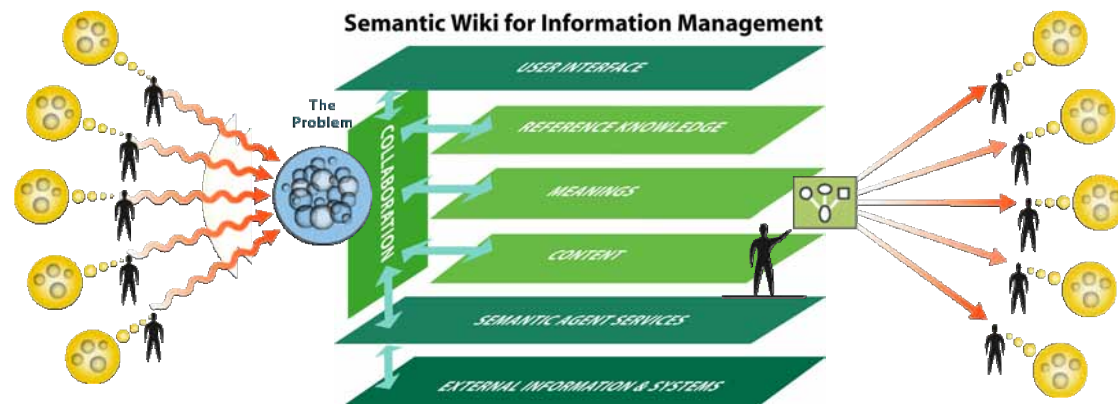 Semantic Wiki for Information Management
USER INTERFACE
The
Problem
COLLABORATION
REFERENCE KNOWLEDGE
MEANINGS
CONTENT
SEMANTIC AGENT SERVICES
EXTERNAL INFORMATION & SYSTEMS